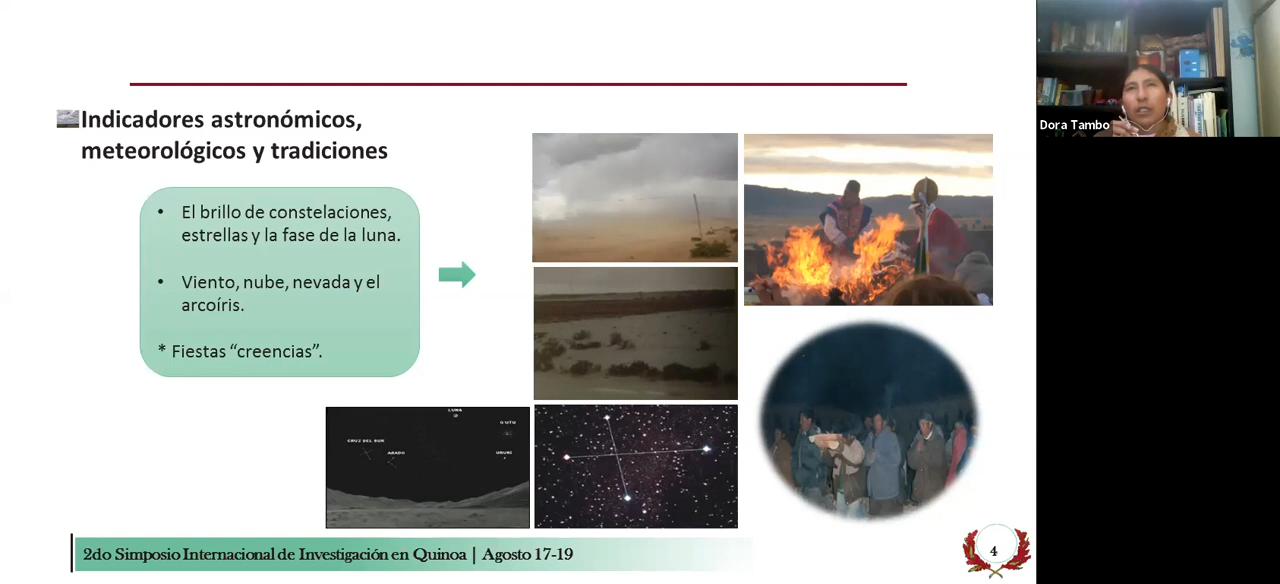 Indicadores astronómicos,
meteorológicos y tradiciones
• El brillo de constelaciones,
estrellas y la fase de la luna.
• Viento, nube, nevada y el
arcoíris.
* Fiestas “creencias”.
LUNA
CRUZ DEL SUR
ARADO
2do Simposio Internacional de Investigación en Quinoa | Agosto 17-19
4
Dora Tambo